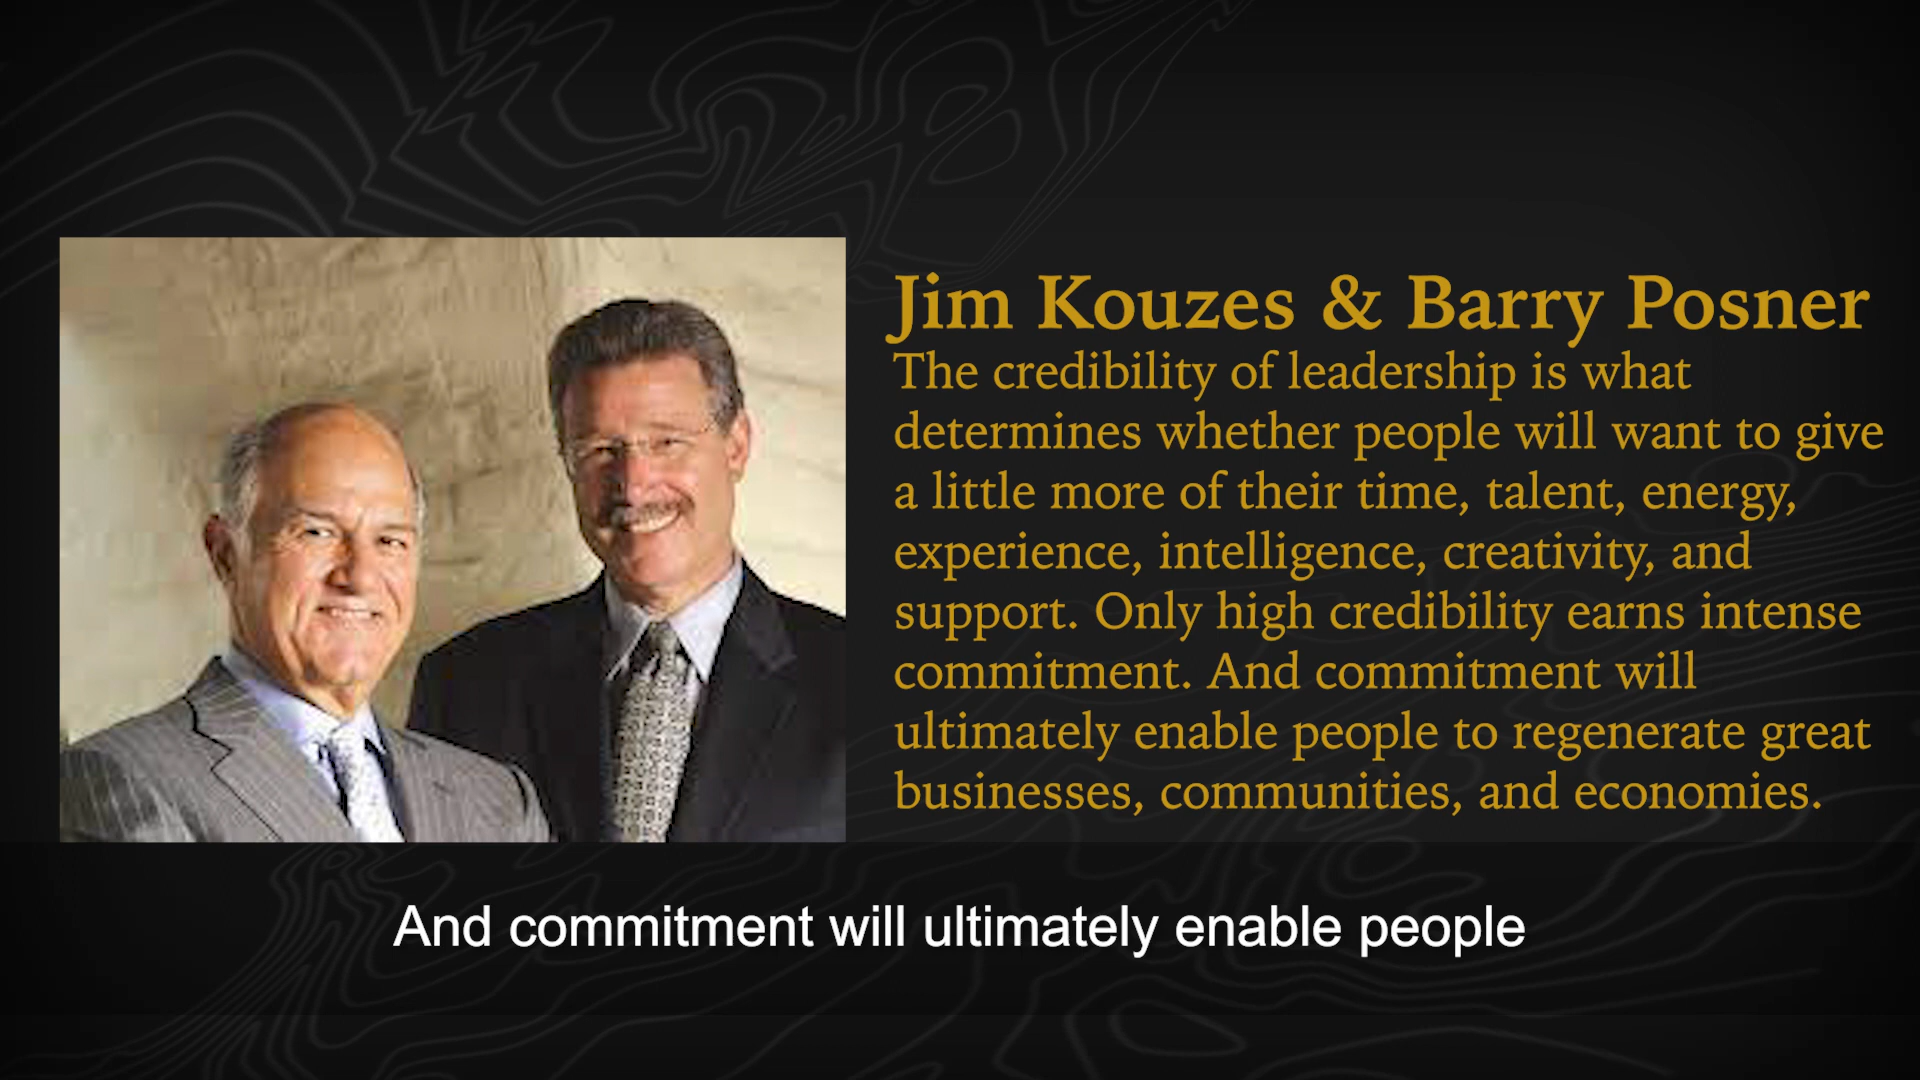 Jim Kouzes & Barry Posner
The credibility of leadership is what
determines whether people will want to give
a little more of their time, talent, energy,
experience, intelligence, creativity, and
support. Only high credibility earns intense
commitment. And commitment will
ultimately enable people to regenerate great
businesses, communities, and economies.
And commitment will ultimately enable people